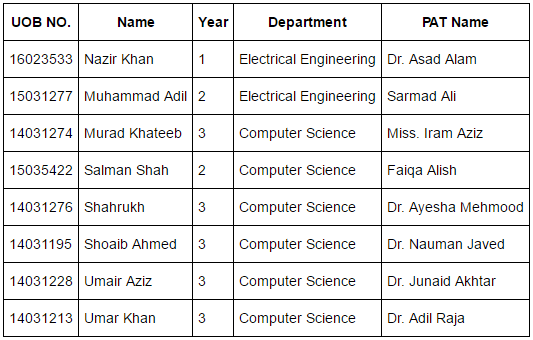 UOB NO. Name Year Department PAT Name
16023533 Nazir Khan 1 Electrical Engineering Dr. Asad Alam
15031277 Muhammad Adil 2 Electrical Engineering Sarmad Ali
14031274 Murad Khateeb 3 Computer Science Miss. Iram Aziz
15035422 Salman Shah 2 Computer Science Faiqa Alish
14031276 Shahrukh 3 Computer Science Dr. Ayesha Mehmood
14031195 Shoaib Ahmed 3 Computer Science Dr. Nauman Javed
14031228 Umair Aziz 3 Computer Science Dr. Junaid Akhtar
14031213 Umar Khan 3 Computer Science Dr. Adil Raja